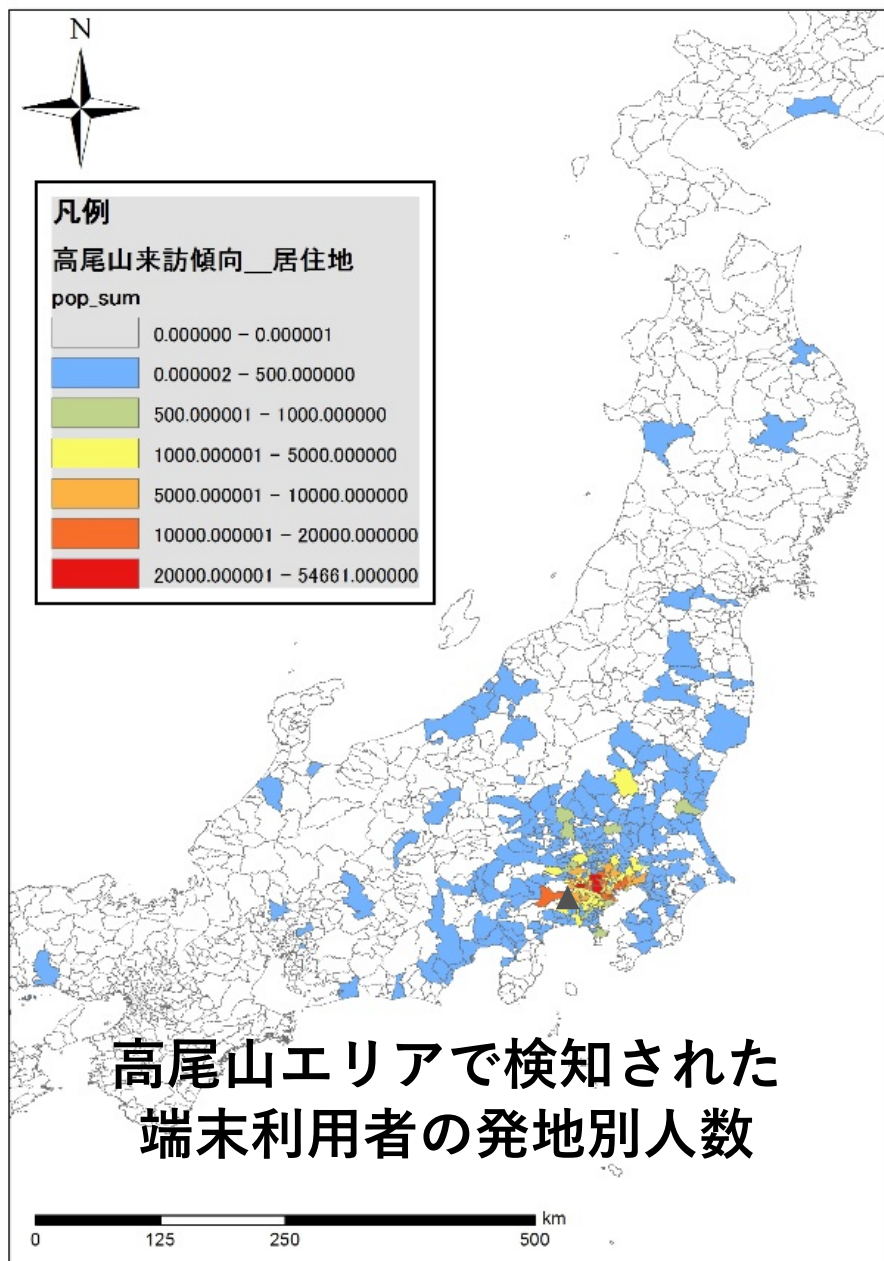 N
凡例
高尾山来訪傾向__居住地
pop_sum
0.000000 - 0.000001
0.000002 - 500.000000
500.000001 - 1000.000000
1000.000001 - 5000.000000
5000.000001 - 10000.000000
10000.000001 - 20000.000000
20000.000001 - 54661.000000
高尾山エリアで検知された
端末利用者の発地別人数
km
0 125 250 500